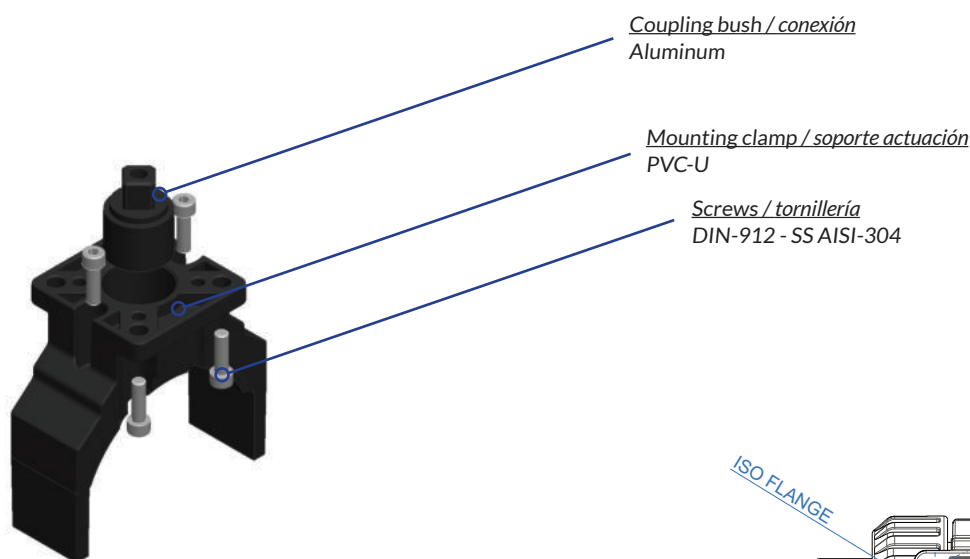 Coupling bush / conexión
Aluminum
Mounting clamp / soporte actuación
PVC-U
Screws / tornillería
DIN-912 - SS AISI-304
ISO FLANGE